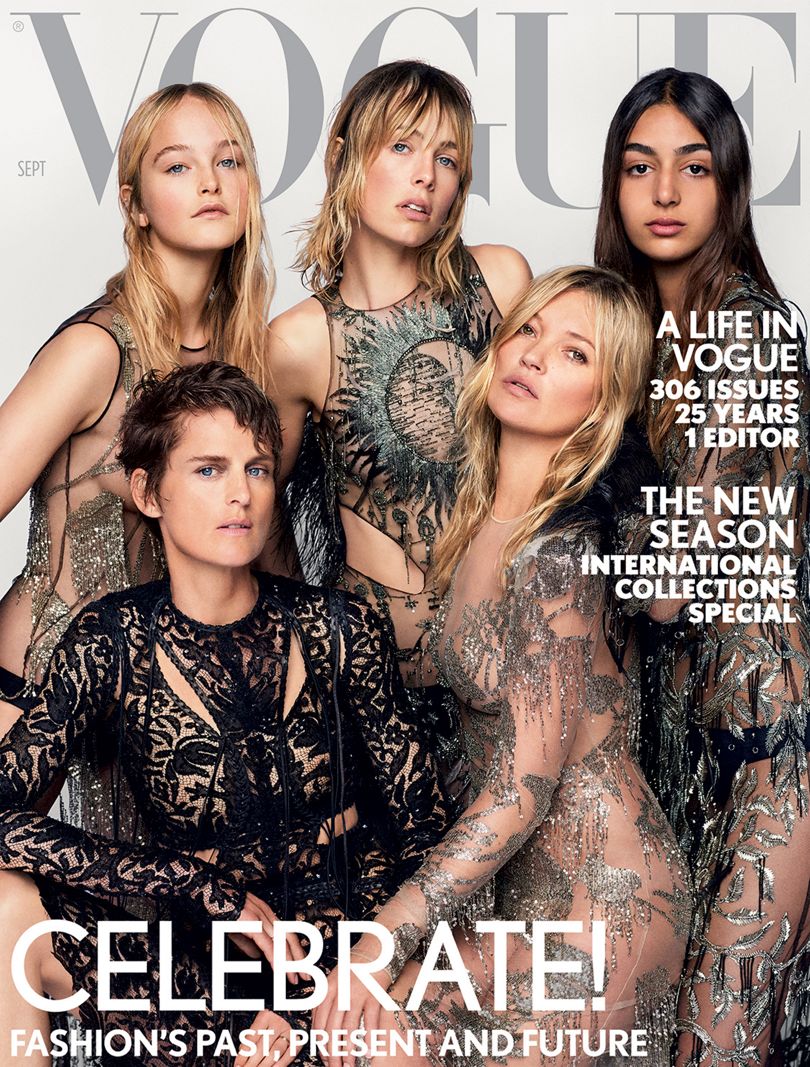 ®
VOGUE
SEPT
A LIFE IN
VOGUE
306 ISSUES
25 YEARS
1 EDITOR
THE NEW
SEASON
INTERNATIONAL
COLLECTIONS
SPECIAL
CELEBRATE!
FASHION'S PAST, PRESENT AND FUTURE